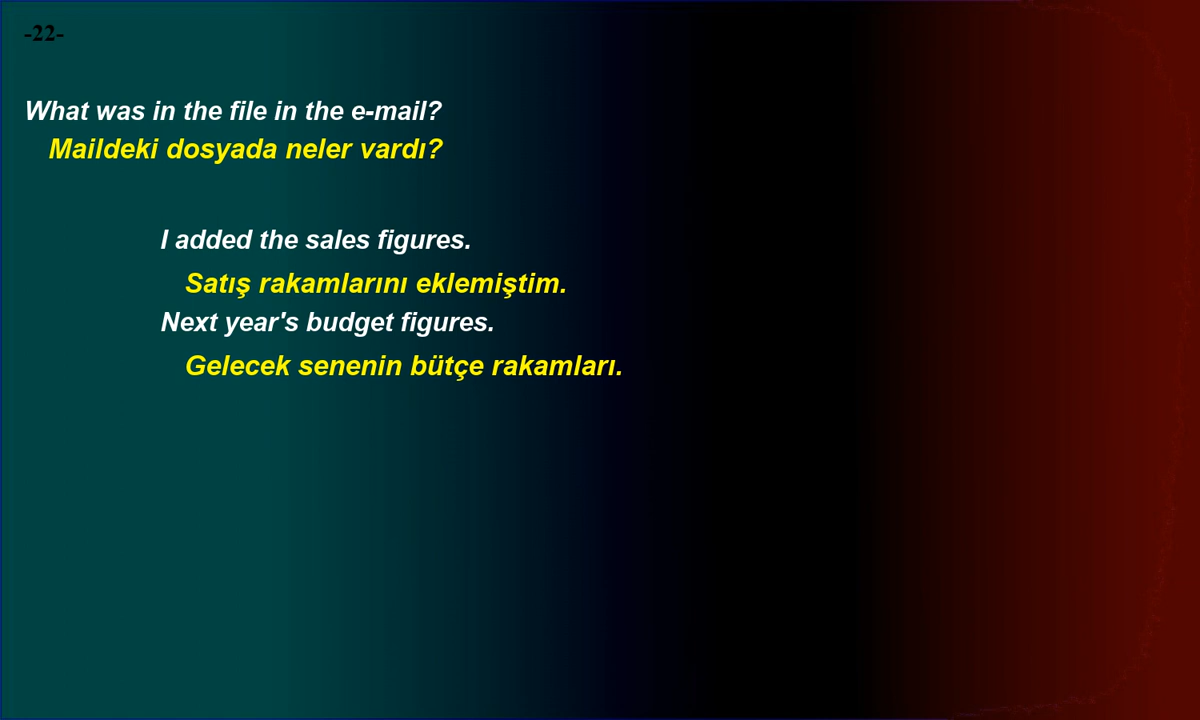 -22-
What was in the file in the e-mail?
Maildeki dosyada neler vardı?
I added the sales figures.
Satış rakamlarını eklemiştim.
Next year's budget figures.
Gelecek senenin bütçe rakamları.